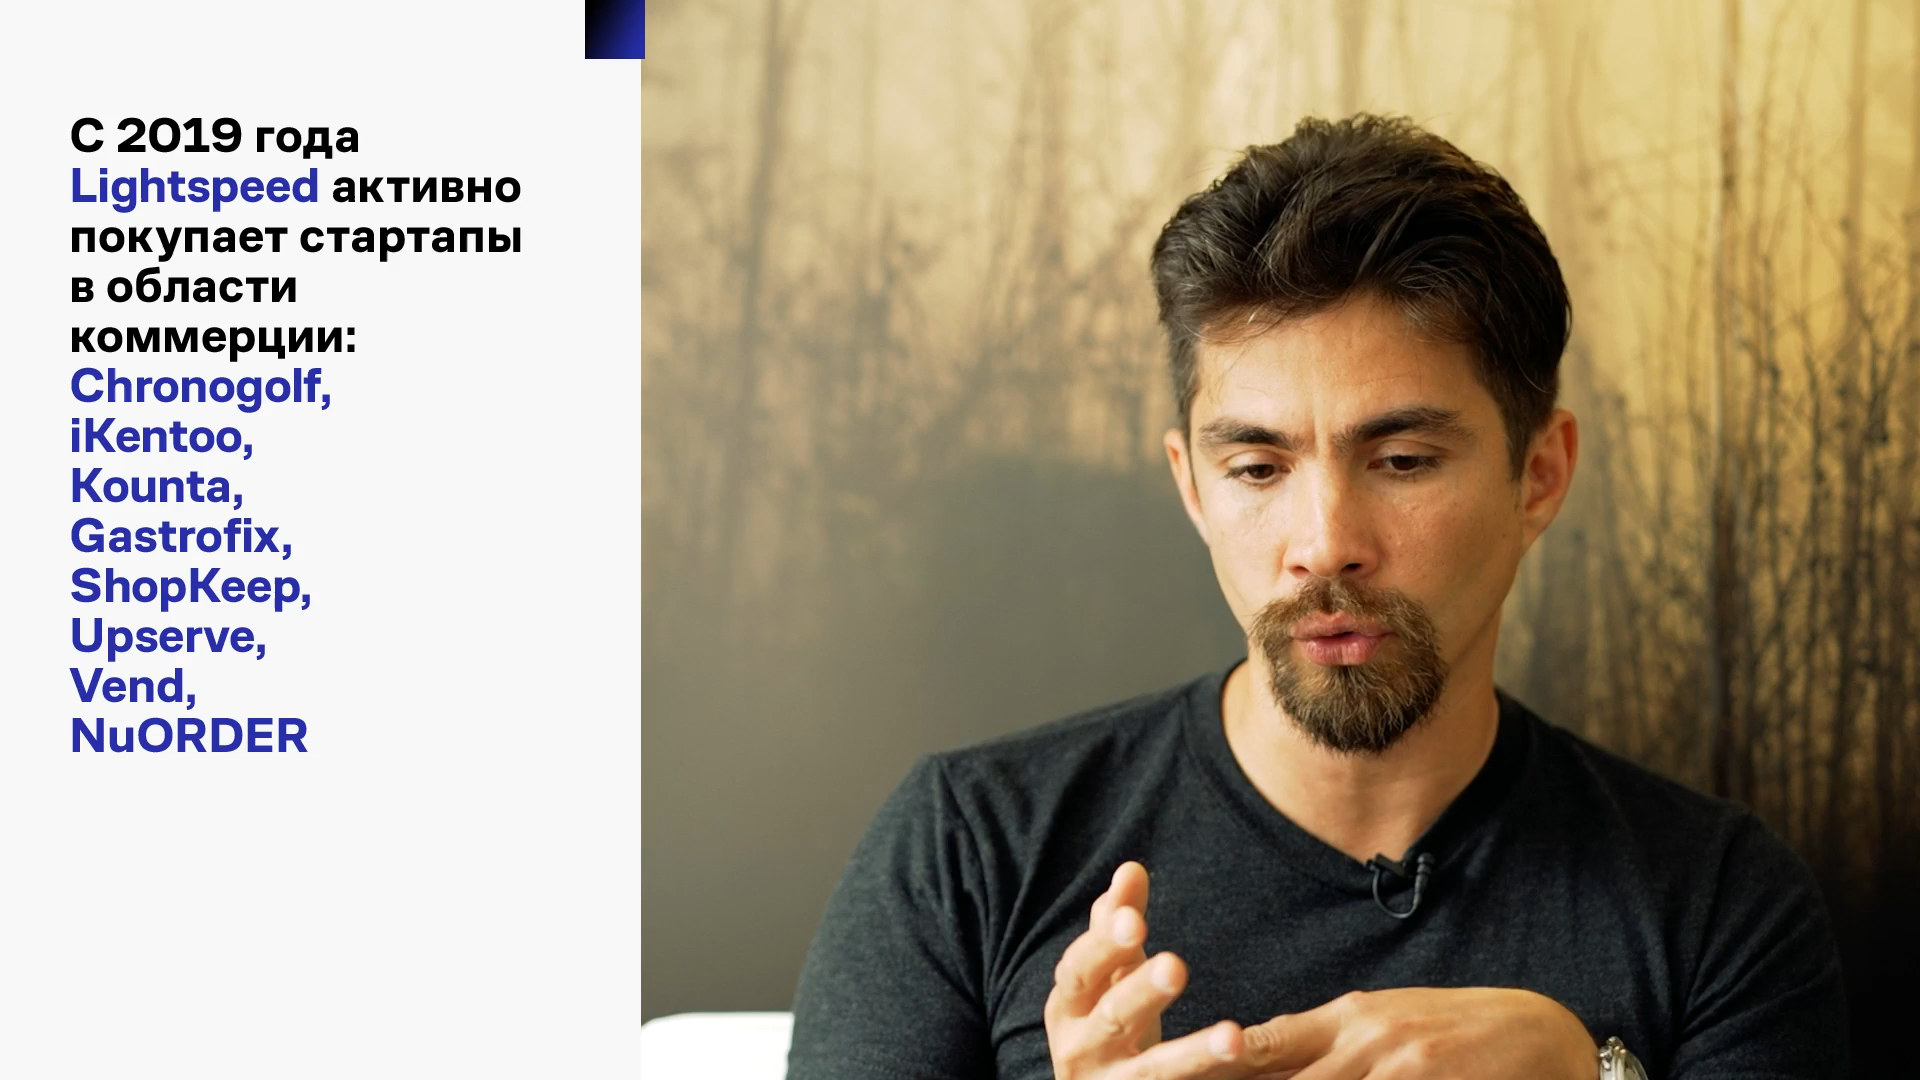 С 2019 года
Lightspeed активно
покупает стартапы
в области
коммерции:
Chronogolf,
iKentoo,
Kounta,
Gastrofix,
ShopKeep,
Upserve,
Vend,
NuORDER